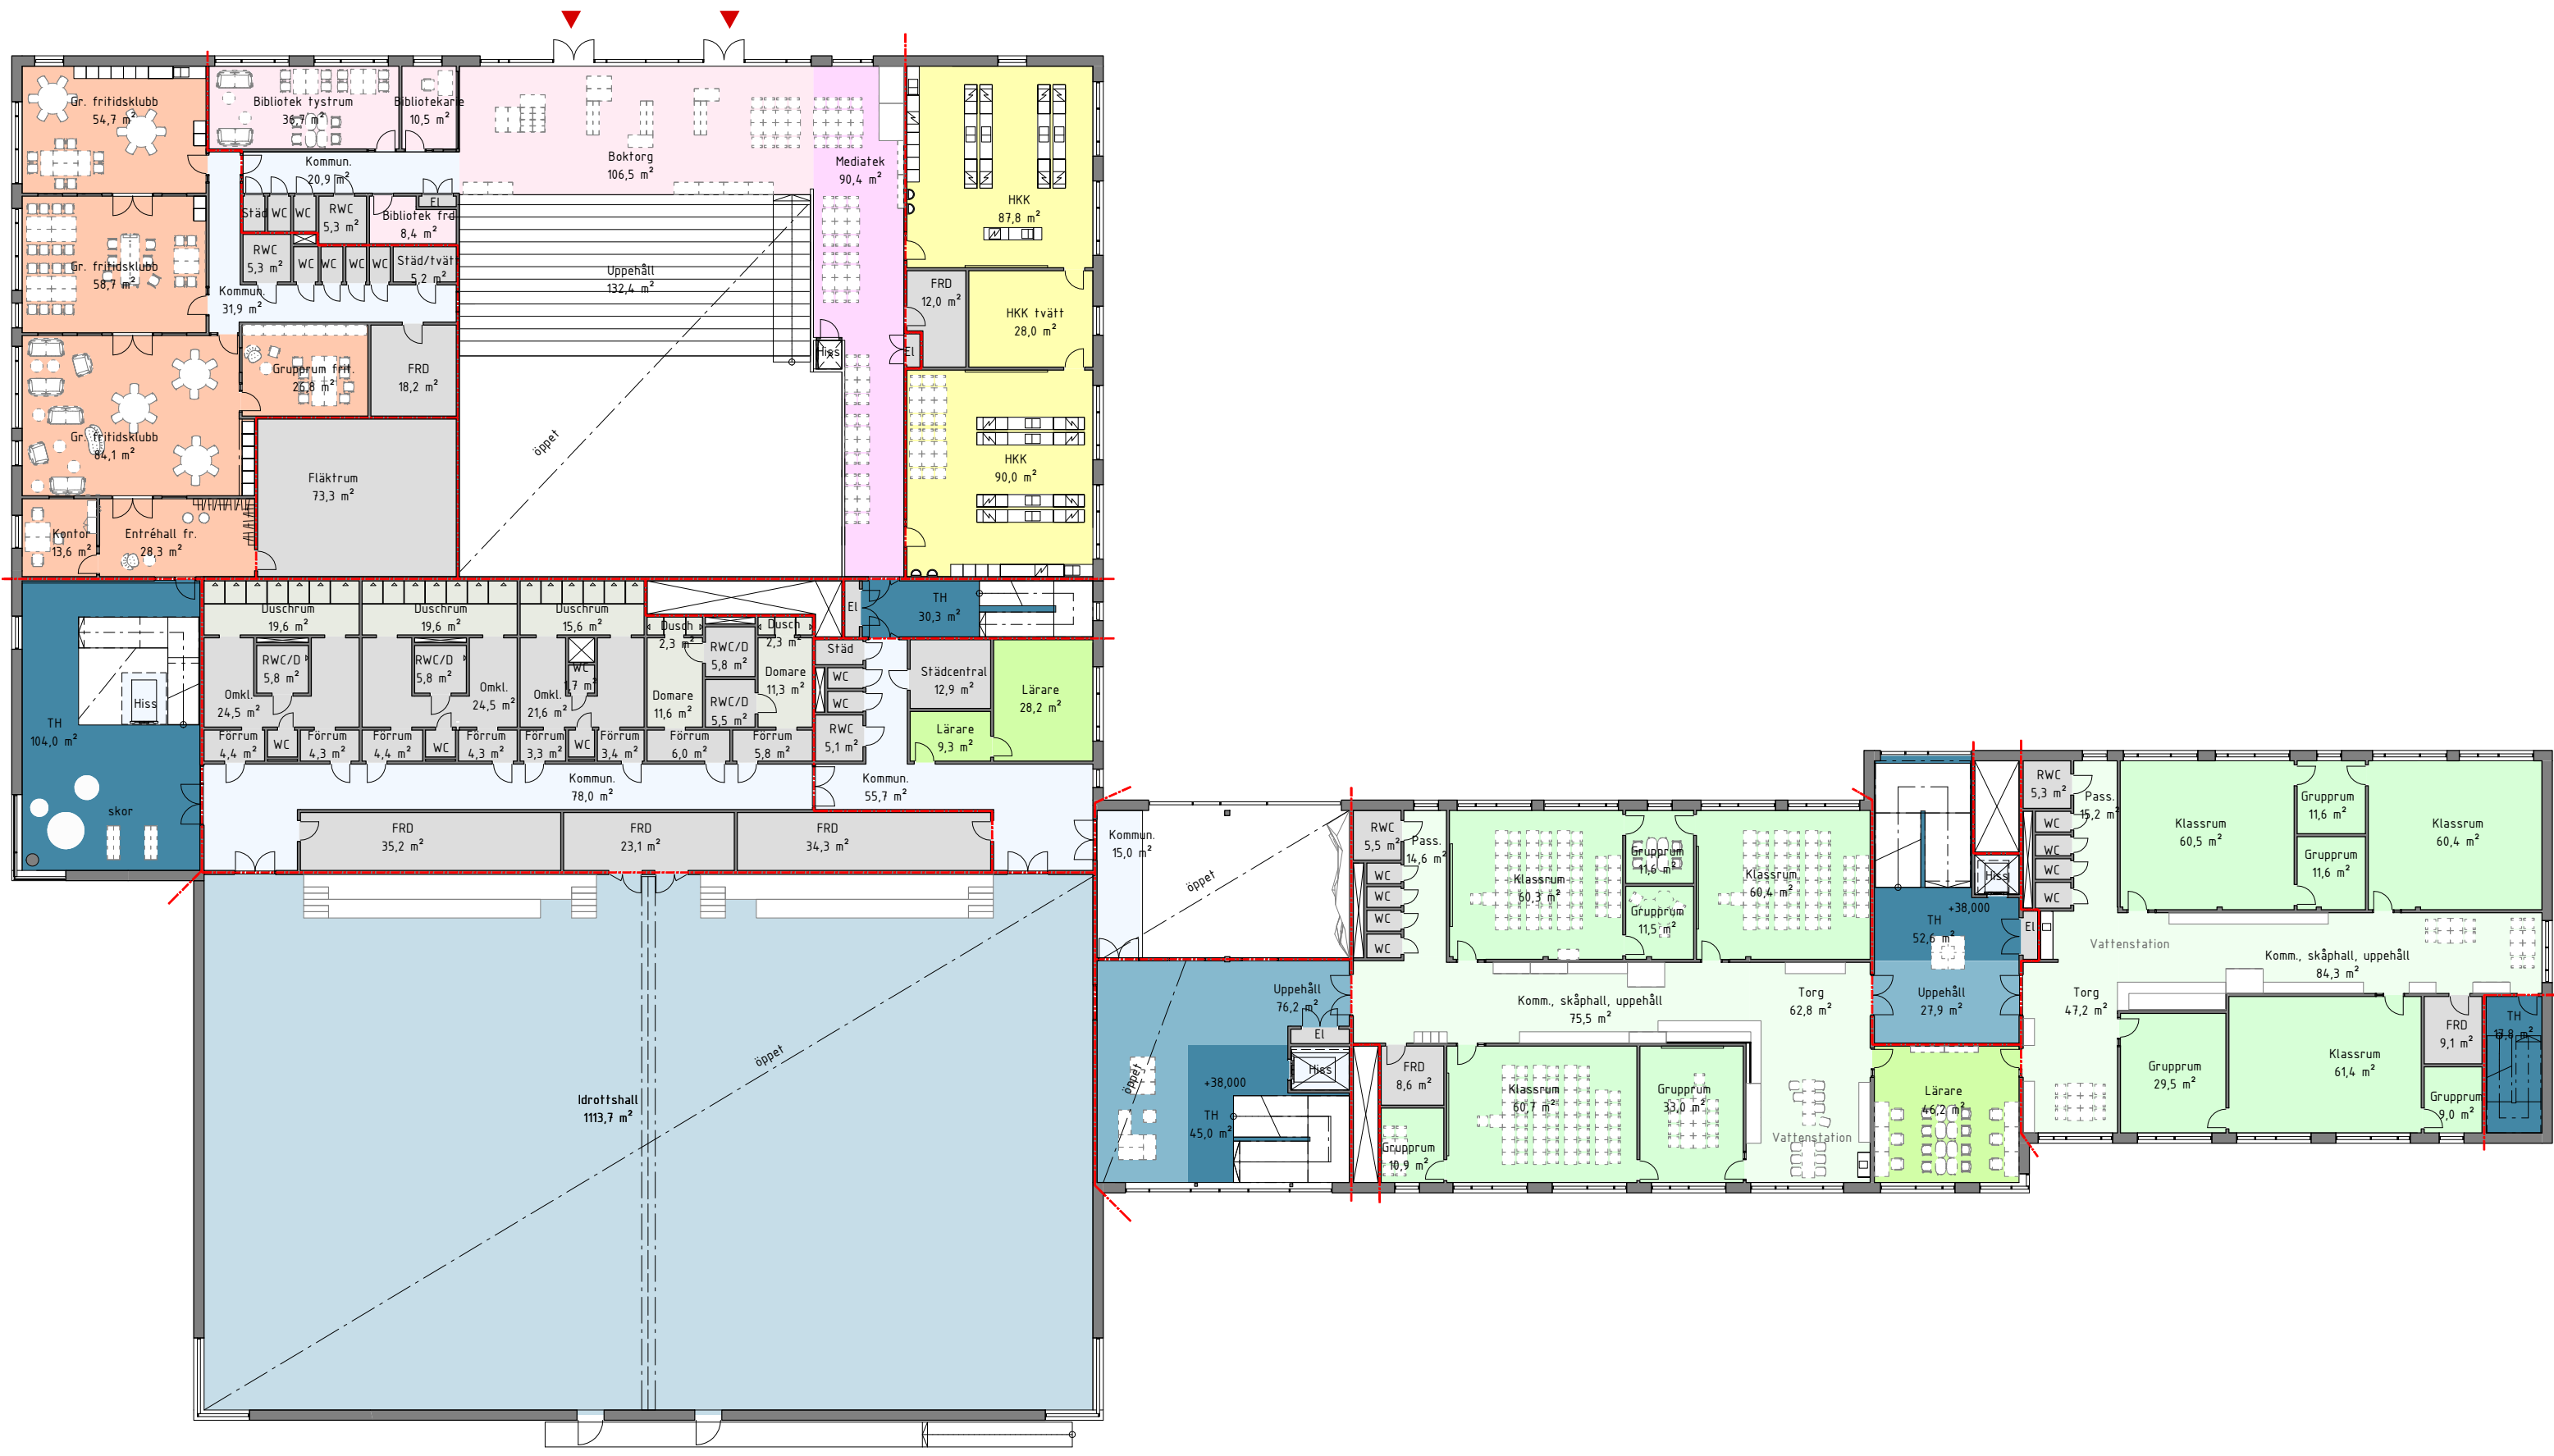 Gr. fritidsklubb
54,7 m²
Bibliotek tystrum
36,7 m²
Bibliotekarie
10,5 m²
Kommun.
20,9 m²
Boktorg
106,5 m²
Mediatek
90,4 m²
HKK
87,8 m²
Städ
WC
WC
RWC
5,3 m²
El
Bibliotek frd
8,4 m²
Gr. fritidsklubb
58,7 m²
RWC
5,3 m²
WC
WC
WC
WC
Städ/tvätt
5,2 m²
Kommun.
31,9 m²
Uppehåll
132,4 m²
FRD
12,0 m²
HKK tvätt
28,0 m²
Hiss
El
Grupprum frit.
26,8 m²
FRD
18,2 m²
Gr. fritidsklubb
84,1 m²
öppet
HKK
90,0 m²
Fläktrum
73,3 m²
Kontor
13,6 m²
Entréhall fr.
28,3 m²
Duschrum
19,6 m²
Duschrum
19,6 m²
Duschrum
15,6 m²
Dusch
2,3 m²
Dusch
2,3 m²
El
TH
30,3 m²
RWC/D
5,8 m²
RWC/D
5,8 m²
WC
1,7 m²
RWC/D
5,8 m²
Städ
WC
WC
Städcentral
12,9 m²
Lärare
28,2 m²
Omkl.
24,5 m²
Omkl.
24,5 m²
Omkl.
21,6 m²
Domare
11,6 m²
RWC/D
5,5 m²
Domare
11,3 m²
Hiss
TH
104,0 m²
Förrum
4,4 m²
WC
Förrum
4,3 m²
Förrum
4,4 m²
WC
Förrum
4,3 m²
Förrum
3,3 m²
WC
Förrum
3,4 m²
Förrum
6,0 m²
Förrum
5,8 m²
RWC
5,1 m²
Lärare
9,3 m²
Kommun.
78,0 m²
Kommun.
55,7 m²
skor
FRD
35,2 m²
FRD
23,1 m²
FRD
34,3 m²
öppet
Idrottshall
1113,7 m²
Kommun.
15,0 m²
öppet
RWC
5,5 m²
Pass.
14,6 m²
WC
WC
WC
WC
Klassrum
60,3 m²
Grupprum
11,6 m²
Grupprum
11,5 m²
Klassrum
60,4 m²
Uppehåll
76,2 m²
El
Hiss
öppet
+38,000
TH
45,0 m²
Komm., skåphall, uppehåll
75,5 m²
Torg
62,8 m²
FRD
8,6 m²
Grupprum
10,9 m²
Klassrum
60,7 m²
Grupprum
33,0 m²
Vattenstation
Hiss
+38,000
TH
52,6 m²
El
Uppehåll
27,9 m²
Lärare
46,2 m²
RWC
5,3 m²
Pass.
15,2 m²
WC
WC
WC
WC
Klassrum
60,5 m²
Grupprum
11,6 m²
Grupprum
11,6 m²
Klassrum
60,4 m²
Vattenstation
Komm., skåphall, uppehåll
84,3 m²
Torg
47,2 m²
Grupprum
29,5 m²
Klassrum
61,4 m²
FRD
9,1 m²
Grupprum
9,0 m²
TH